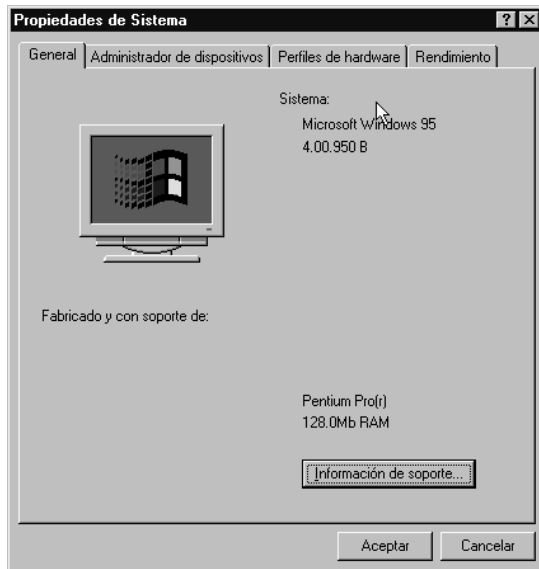 Propiedades de Sistema
General Administrador de dispositivos Perfiles de hardware Rendimiento
Sistema:
Microsoft Windows 95
4.00.950 B
Fabricado y con soporte de:
Pentium Pro(r)
128.0Mb RAM
Información de soporte...
Aceptar Cancelar